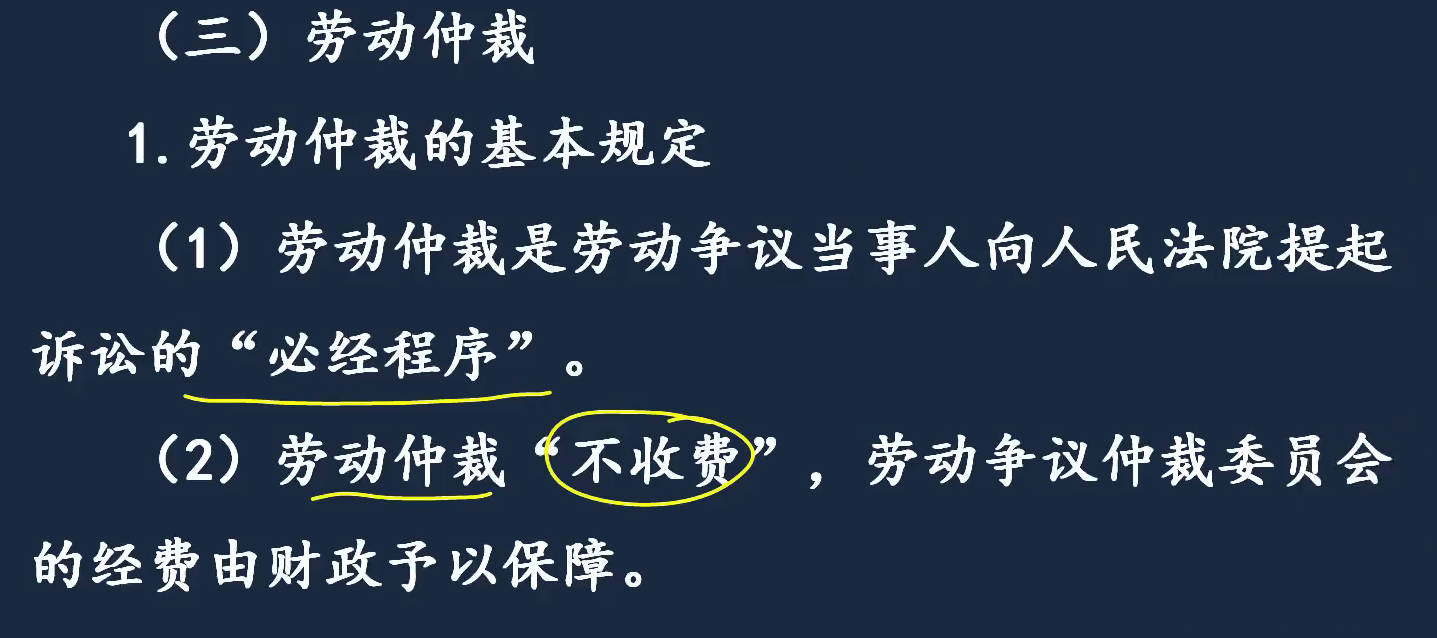 （三）劳动仲裁
1.劳动仲裁的基本规定
（1）劳动仲裁是劳动争议当事人向人民法院提起
诉讼的“必经程序”。
（2）劳动仲裁“不收费”，劳动争议仲裁委员会
的经费由财政予以保障。